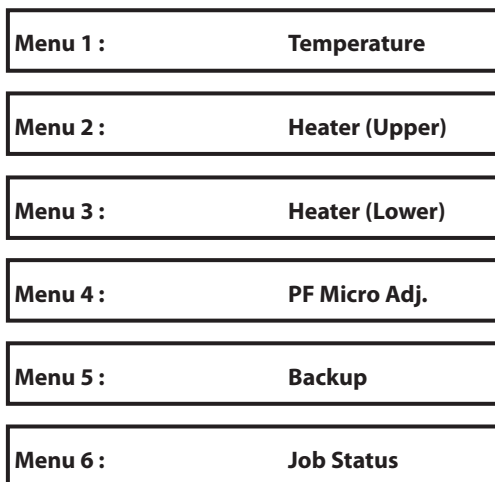 Menu 1 : Temperature
Menu 2 : Heater (Upper)
Menu 3 : Heater (Lower)
Menu 4 : PF Micro Adj.
Menu 5 : Backup
Menu 6 : Job Status